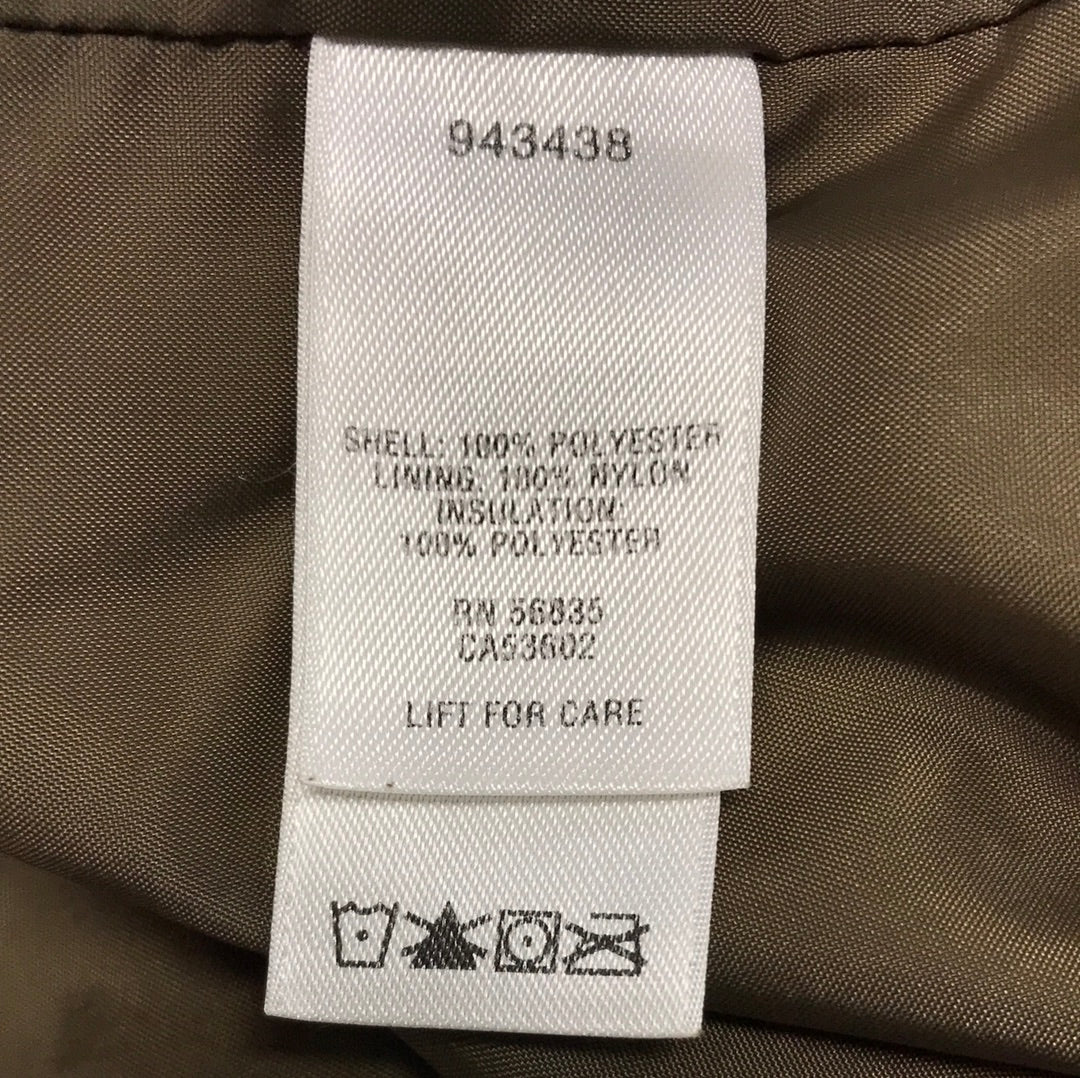 943438
SHELL: 100% POLYESTER
LINING: 100% NYLON
INSULATION:
100% POLYESTER
RN 56835
CA53602
LIFT FOR CARE